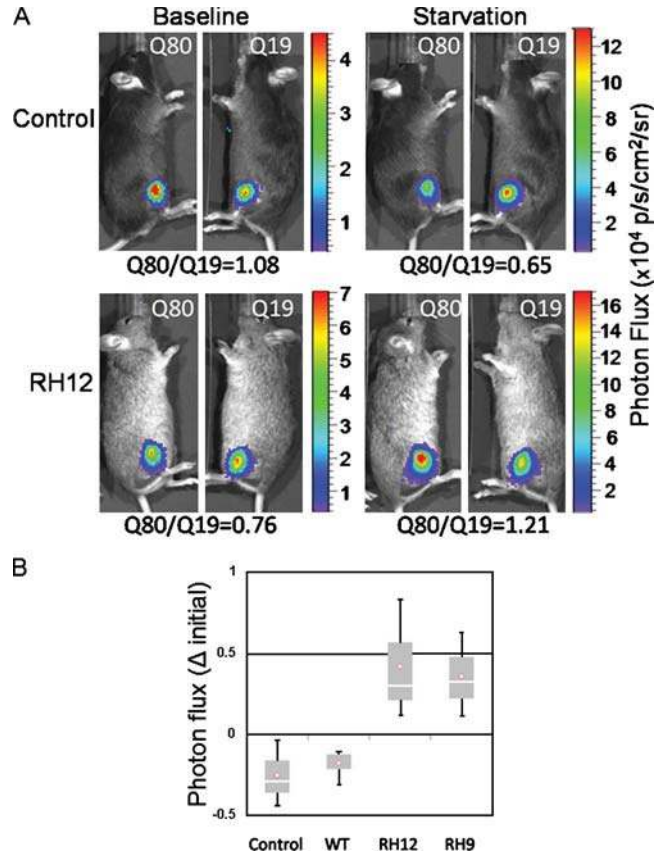 A
Baseline
Starvation
Control
Q80
Q19
4
3
2
1
Q80
Q19
12
10
8
6
4
2
Q80/Q19=1.08
Q80/Q19=0.65
RH12
Q80
Q19
7
6
5
4
3
2
1
Q80
Q19
16
14
12
10
8
6
4
2
Photon Flux (x10⁴ p/s/cm²/sr)
Q80/Q19=0.76
Q80/Q19=1.21
B
Photon flux (Δ initial)
1
0.5
0
-0.5
Control WT RH12 RH9